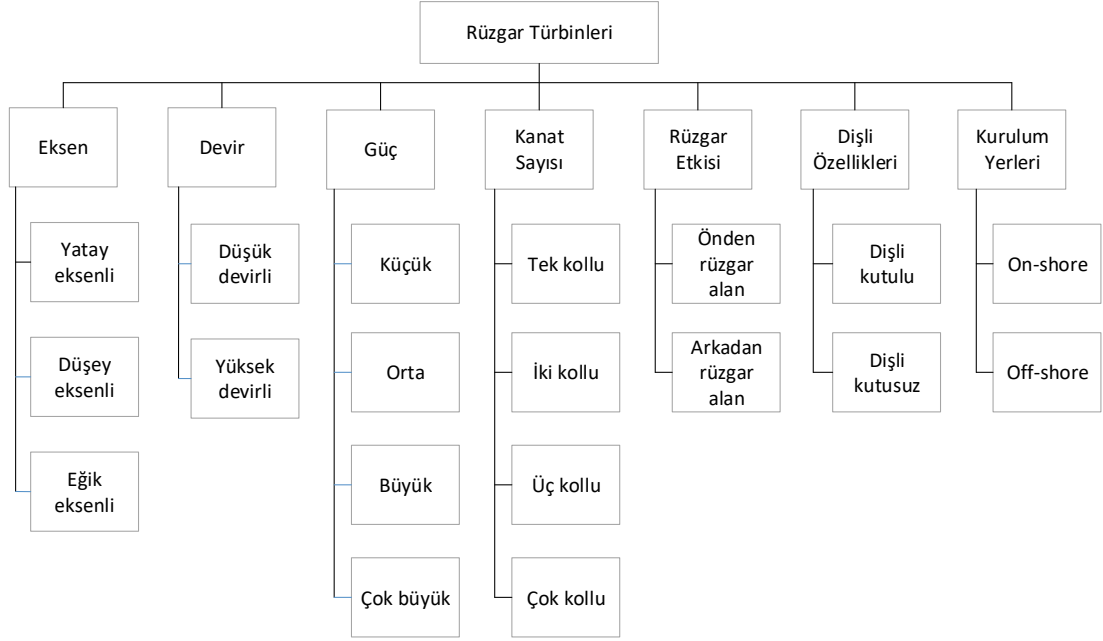 Rüzgar Türbinleri
Eksen
Devir
Güç
Kanat
Sayısı
Rüzgar
Etkisi
Dişli
Özellikleri
Kurulum
Yerleri
Yatay
eksenli
Düşey
eksenli
Eğik
eksenli
Düşük
devirli
Yüksek
devirli
Küçük
Orta
Büyük
Çok büyük
Tek kollu
İki kollu
Üç kollu
Çok kollu
Önden
rüzgar
alan
Arkadan
rüzgar
alan
Dişli
kutulu
Dişli
kutusuz
On-shore
Off-shore